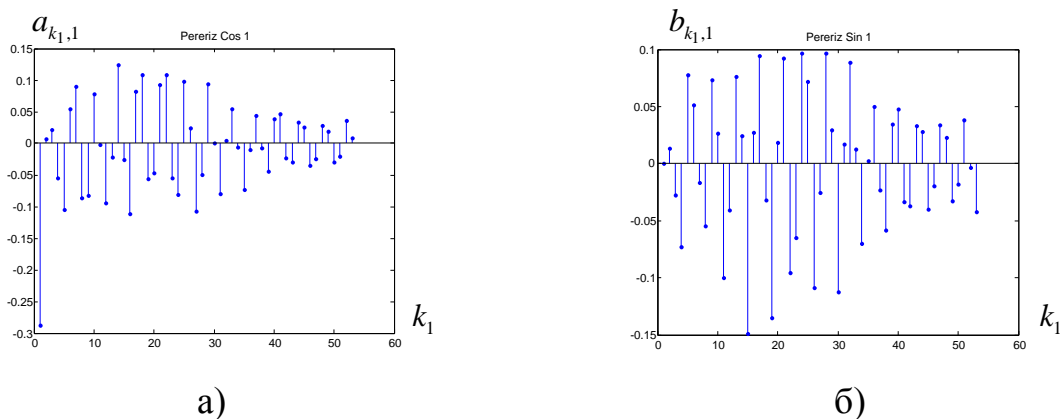 a_{k_1,1}
Pereriz Cos 1
0.15
0.1
0.05
0
-0.05
-0.1
-0.15
-0.2
-0.25
-0.3
0 10 20 30 40 50 60
k_1
а)
b_{k_1,1}
Pereriz Sin 1
0.1
0.05
0
-0.05
-0.1
-0.15
0 10 20 30 40 50 60
k_1
б)